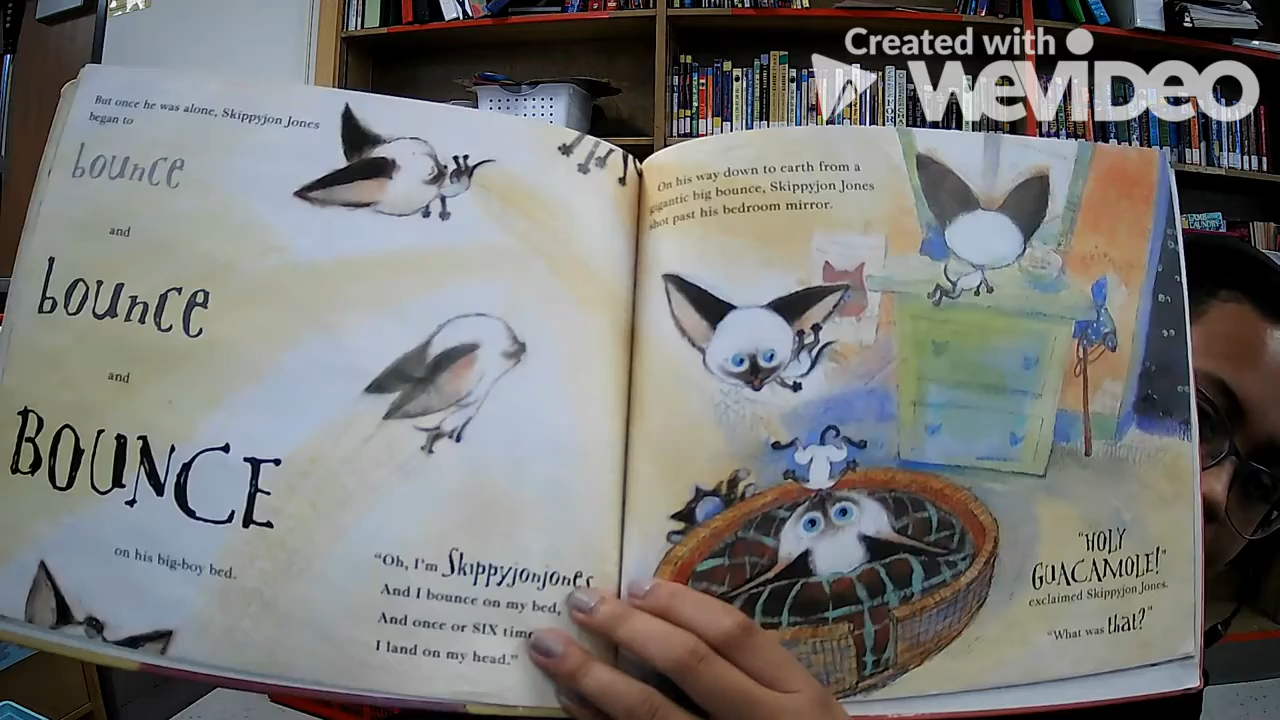 Created with
WEVIDEO
But once he was alone, Skippyjon Jones
began to
bounce
and
bounce
and
BOUNCE
on his big-boy bed.
"Oh, I'm Skippyjonjones
And I bounce on my bed,
And once or SIX
I land on my head."
On his way down to earth from a
gigantic big bounce, Skippyjon Jones
shot past his bedroom mirror.
"HOLY
GUACAMOLE!"
exclaimed Skippyjon Jones.
"What was that?"